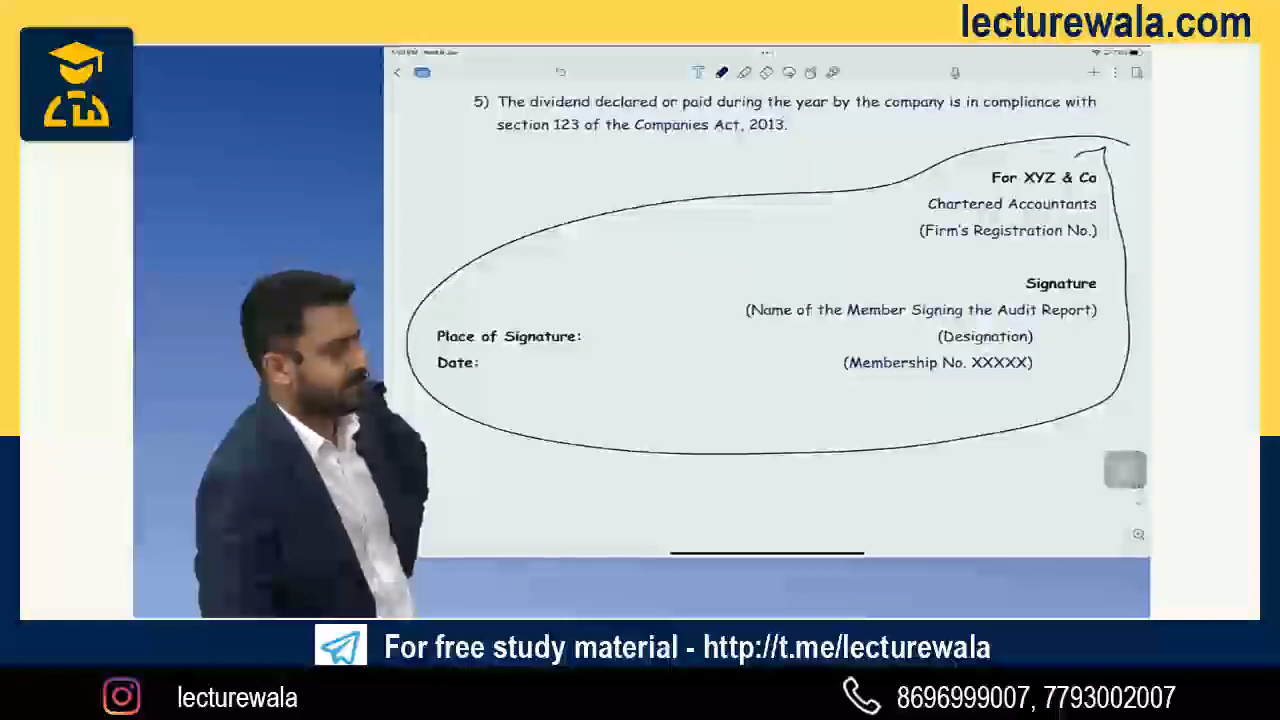 lecturewala.com
5) The dividend declared or paid during the year by the company is in compliance with
section 123 of the Companies Act, 2013.
For XYZ & Co
Chartered Accountants
(Firm's Registration No.)
Signature
(Name of the Member Signing the Audit Report)
Place of Signature:
(Designation)
Date:
(Membership No. XXXXX)
For free study material - http://t.me/lecturewala
lecturewala
8696999007, 7793002007